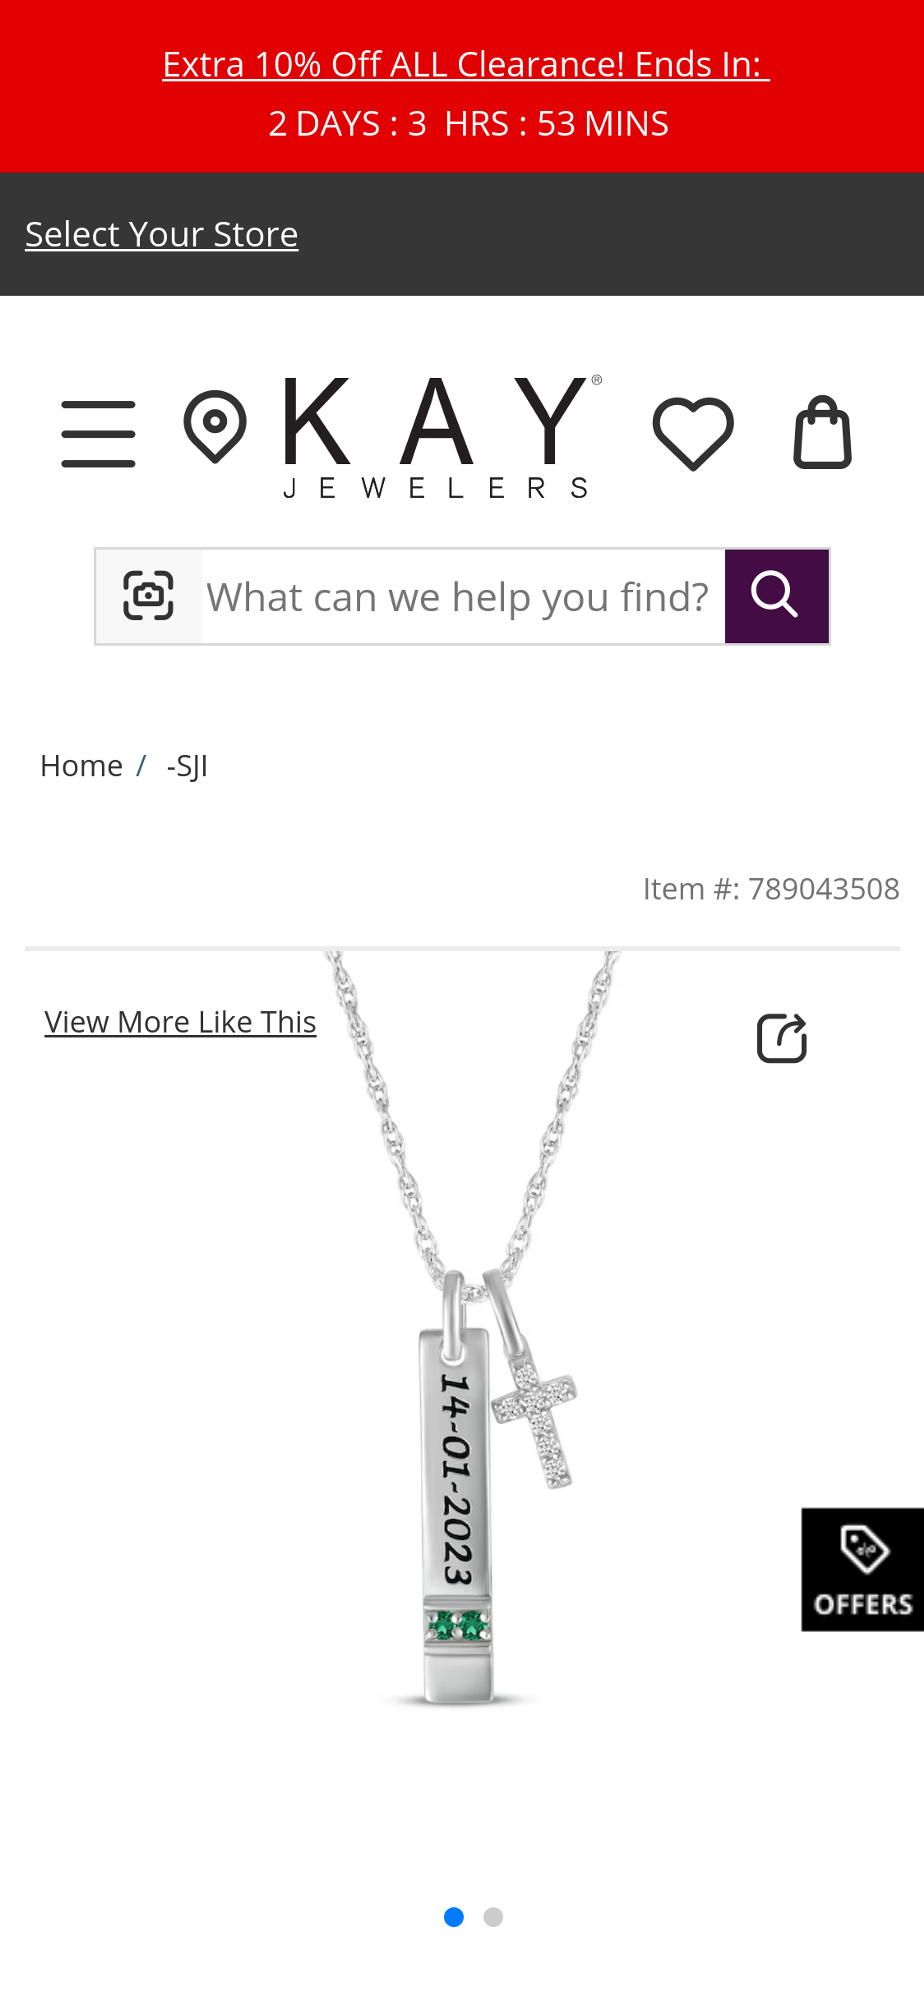 Extra 10% Off ALL Clearance! Ends In:
2 DAYS : 3 HRS : 53 MINS
Select Your Store
KAY®
JEWELERS
What can we help you find?
Home / -SJI
Item #: 789043508
View More Like This
14-01-2023
OFFERS